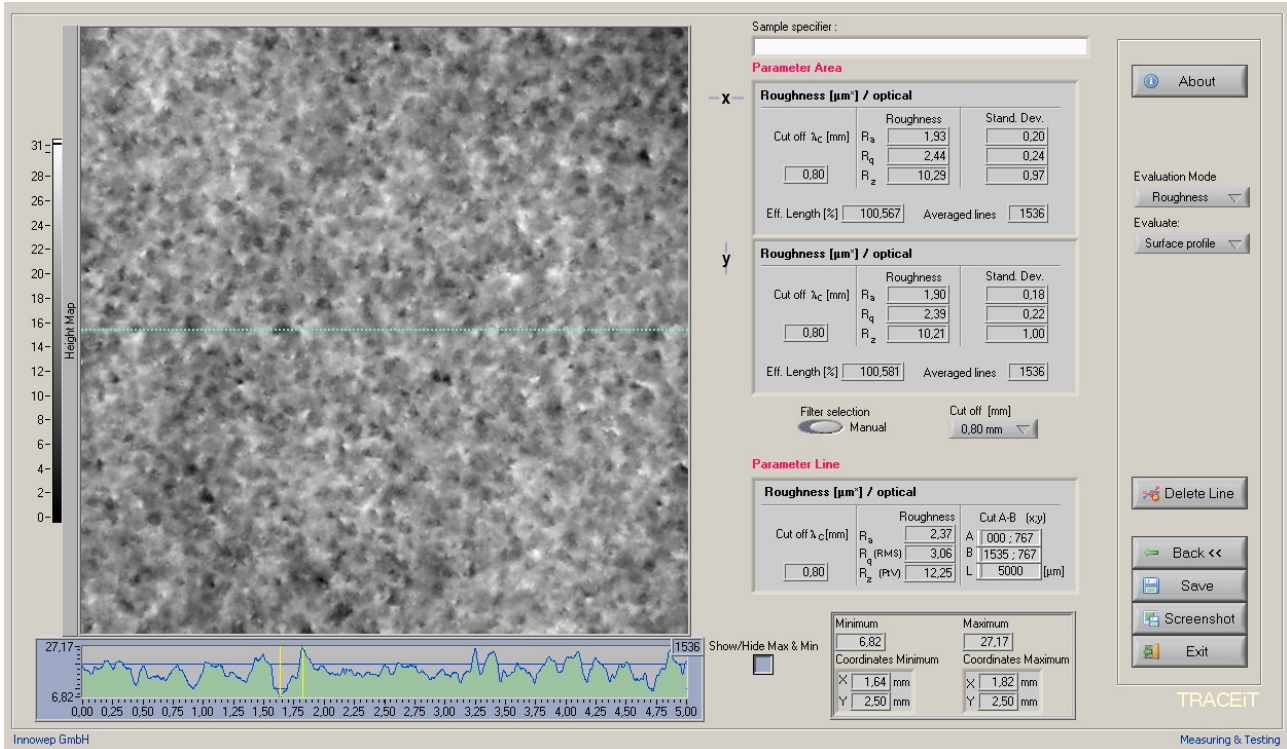 Sample specifier :
Parameter Area
x
Roughness [µm*] / optical
Roughness Stand. Dev.
Cut off λc [mm] Ra 1,93 0,20
Rq 2,44 0,24
0,80 Rz 10,29 0,97
Eff. Length [%] 100,567 Averaged lines 1536
y
Roughness [µm*] / optical
Roughness Stand. Dev.
Cut off λc [mm] Ra 1,90 0,18
Rq 2,39 0,22
0,80 Rz 10,21 1,00
Eff. Length [%] 100,581 Averaged lines 1536
Filter selection Cut off [mm]
Manual 0,80 mm
Parameter Line
Roughness [µm*] / optical
Roughness Cut A-B (x;y)
Cut off λc[mm] Ra 2,37 A 000 ; 767
Rq (RMS) 3,06 B 1535 ; 767
0,80 Rz (PtV) 12,25 L 5000 [µm]
Minimum Maximum
6,82 27,17
Coordinates Minimum Coordinates Maximum
X 1,64 mm X 1,82 mm
Y 2,50 mm Y 2,50 mm
Show/Hide Max & Min
About
Evaluation Mode
Roughness
Evaluate:
Surface profile
Delete Line
Back <<
Save
Screenshot
Exit
TRACEiT
Height Map
31
28
26
24
22
20
18
16
14
12
10
8
6
4
2
0
27,17 1536
6,82
0,00 0,25 0,50 0,75 1,00 1,25 1,50 1,75 2,00 2,25 2,50 2,75 3,00 3,25 3,50 3,75 4,00 4,25 4,50 4,75 5,00
Innowep GmbH Measuring & Testing